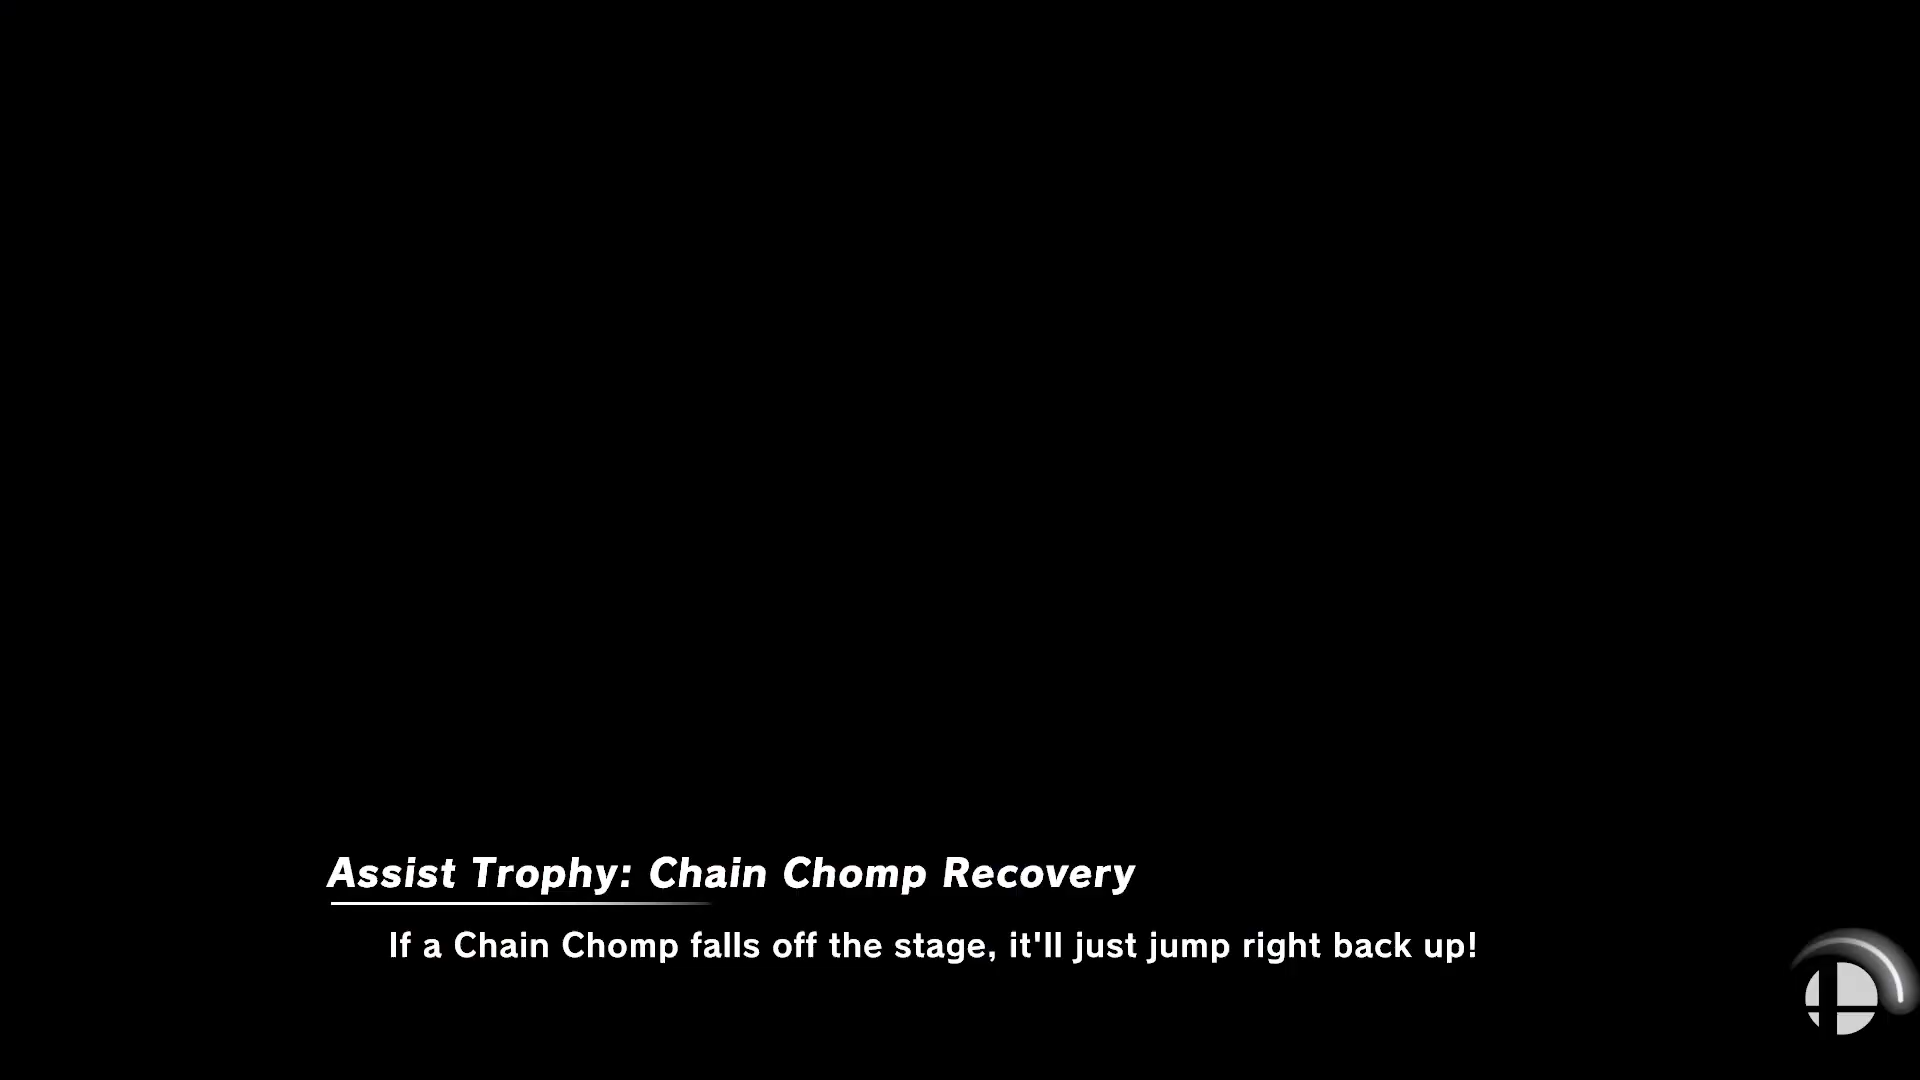 Assist Trophy: Chain Chomp Recovery
If a Chain Chomp falls off the stage, it'll just jump right back up!